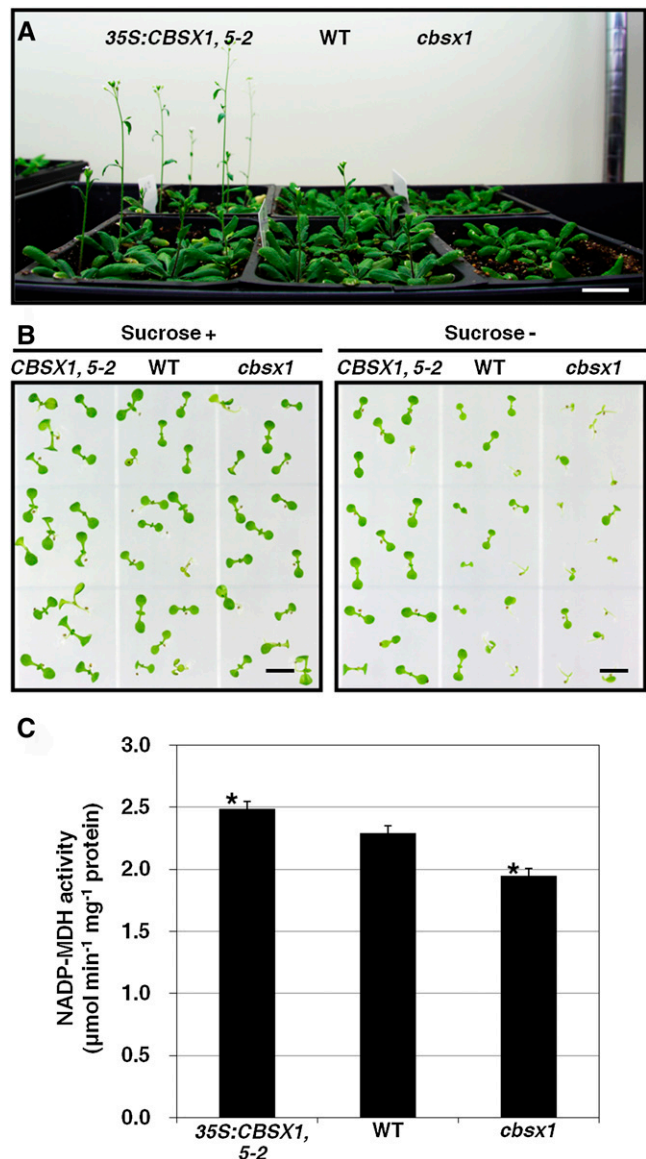 A
35S:CBSX1, 5-2 WT cbsx1
B
Sucrose + Sucrose -
CBSX1, 5-2 WT cbsx1 CBSX1, 5-2 WT cbsx1
C
NADP-MDH activity
(µmol min⁻¹ mg⁻¹ protein)
3.0
2.5
2.0
1.5
1.0
0.5
0.0
*
*
35S:CBSX1, WT cbsx1
5-2